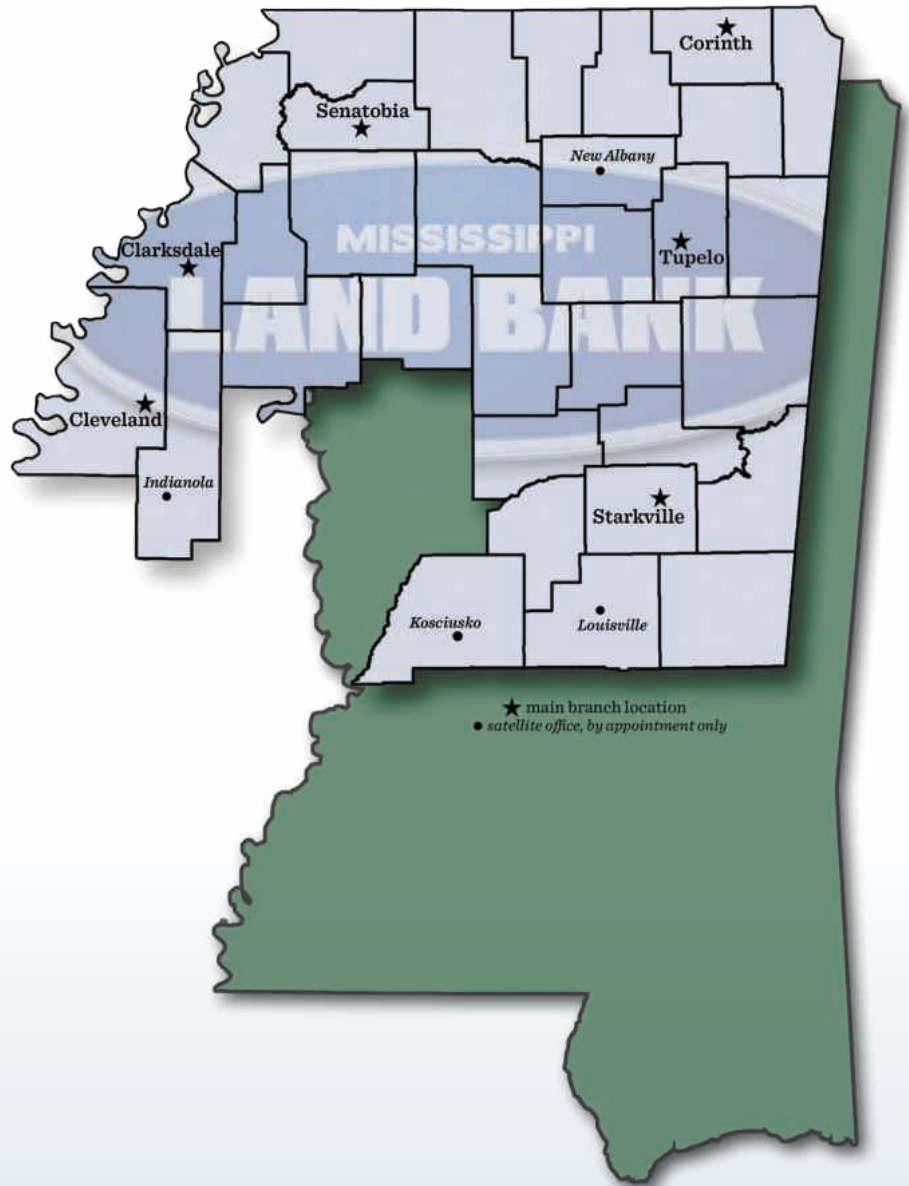 Corinth
Senatobia
New Albany
MISSISSIPPI
Clarksdale
Tupelo
LAND BANK
Cleveland
Indianola
Starkville
Kosciusko
Louisville
★ main branch location
• satellite office, by appointment only